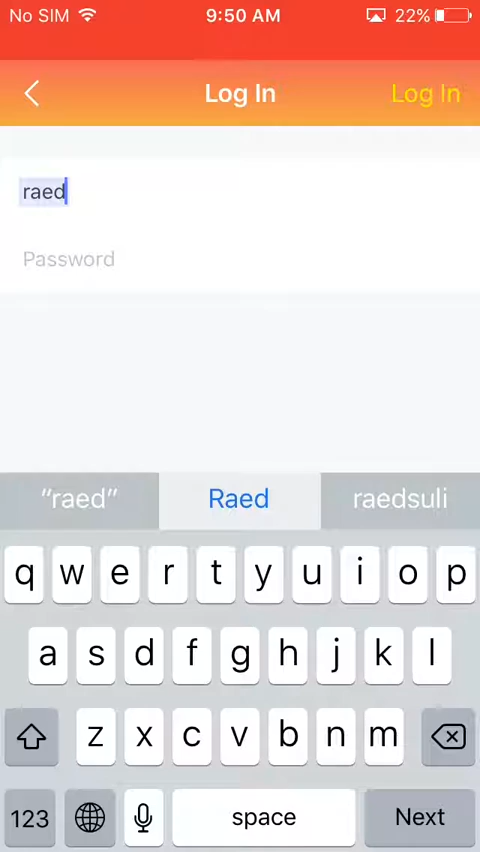 No SIM 9:50 AM 22%
Log In Log In
raed
Password
“raed” Raed raedsuli
q w e r t y u i o p
a s d f g h j k l
z x c v b n m
123 space Next